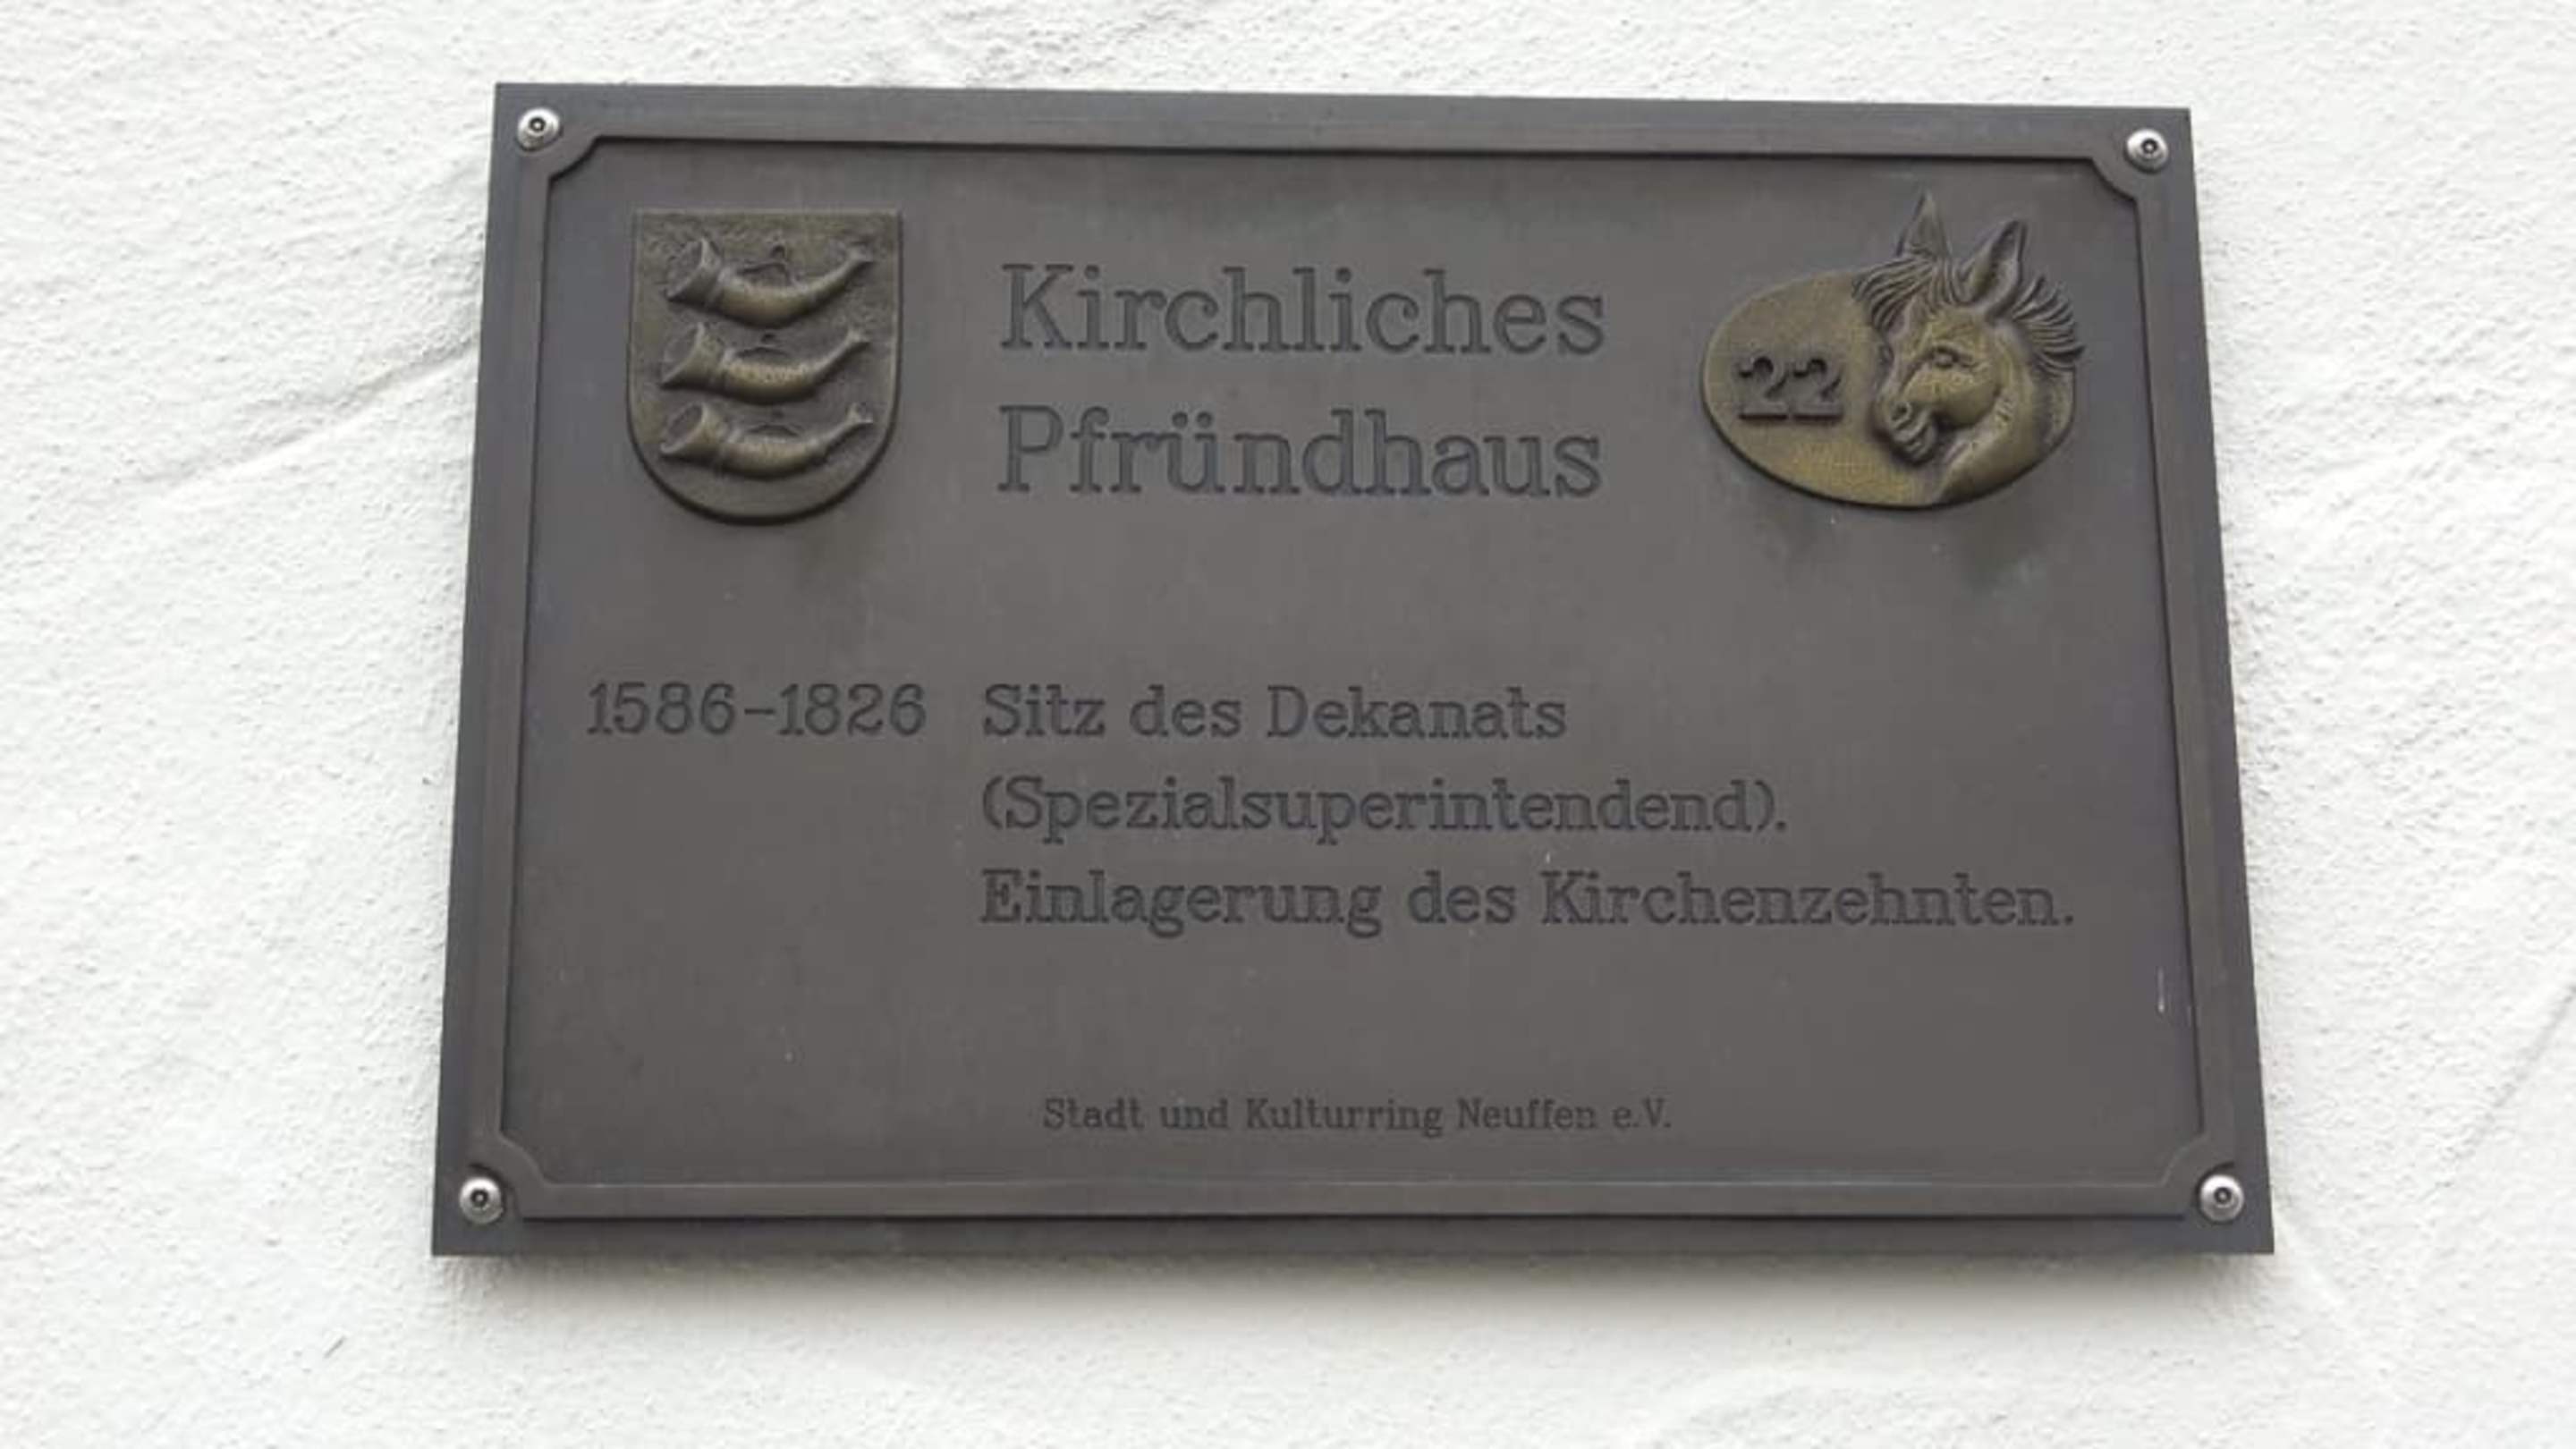 Kirchliches
Pfründhaus
22
1586-1826 Sitz des Dekanats
(Spezialsuperintendend).
Einlagerung des Kirchenzehnten.
Stadt und Kulturring Neuffen e.V.